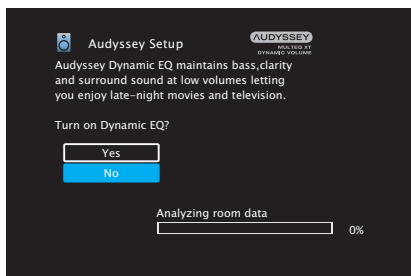 Audyssey Setup
AUDYSSEY
MULTEQ XT
DYNAMIC VOLUME
Audyssey Dynamic EQ maintains bass,clarity
and surround sound at low volumes letting
you enjoy late-night movies and television.
Turn on Dynamic EQ?
Yes
No
Analyzing room data
0%